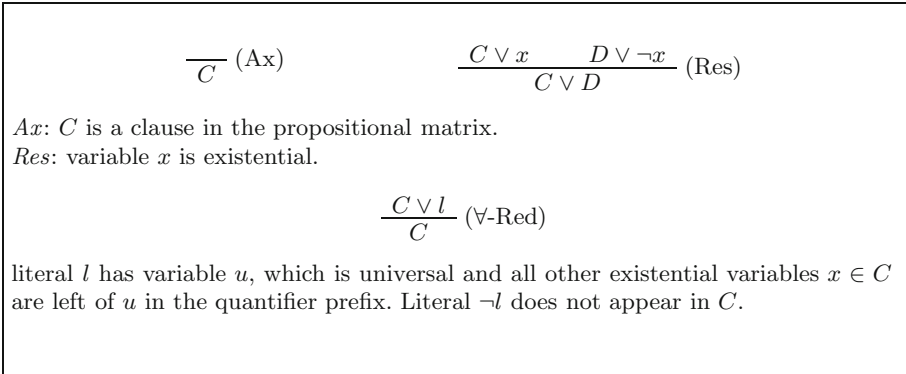 C (Ax)
C ∨ x D ∨ ¬x
C ∨ D (Res)
Ax: C is a clause in the propositional matrix.
Res: variable x is existential.
C ∨ l
C (∀-Red)
literal l has variable u, which is universal and all other existential variables x ∈ C
are left of u in the quantifier prefix. Literal ¬l does not appear in C.